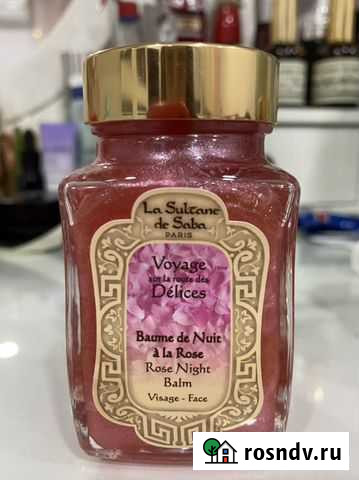 La Sultane
de Saba
PARIS
Voyage
sur la route des
Délices
Baume de Nuit
à la Rose
Rose Night
Balm
Visage - Face
rosndv.ru